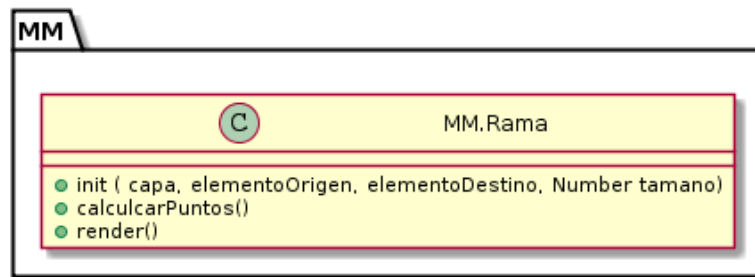 MM
C MM.Rama
init ( capa, elementoOrigen, elementoDestino, Number tamano)
calculcarPuntos()
render()